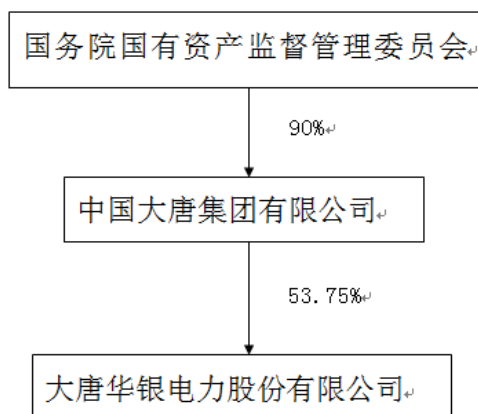 国务院国有资产监督管理委员会
90%
中国大唐集团有限公司
53.75%
大唐华银电力股份有限公司